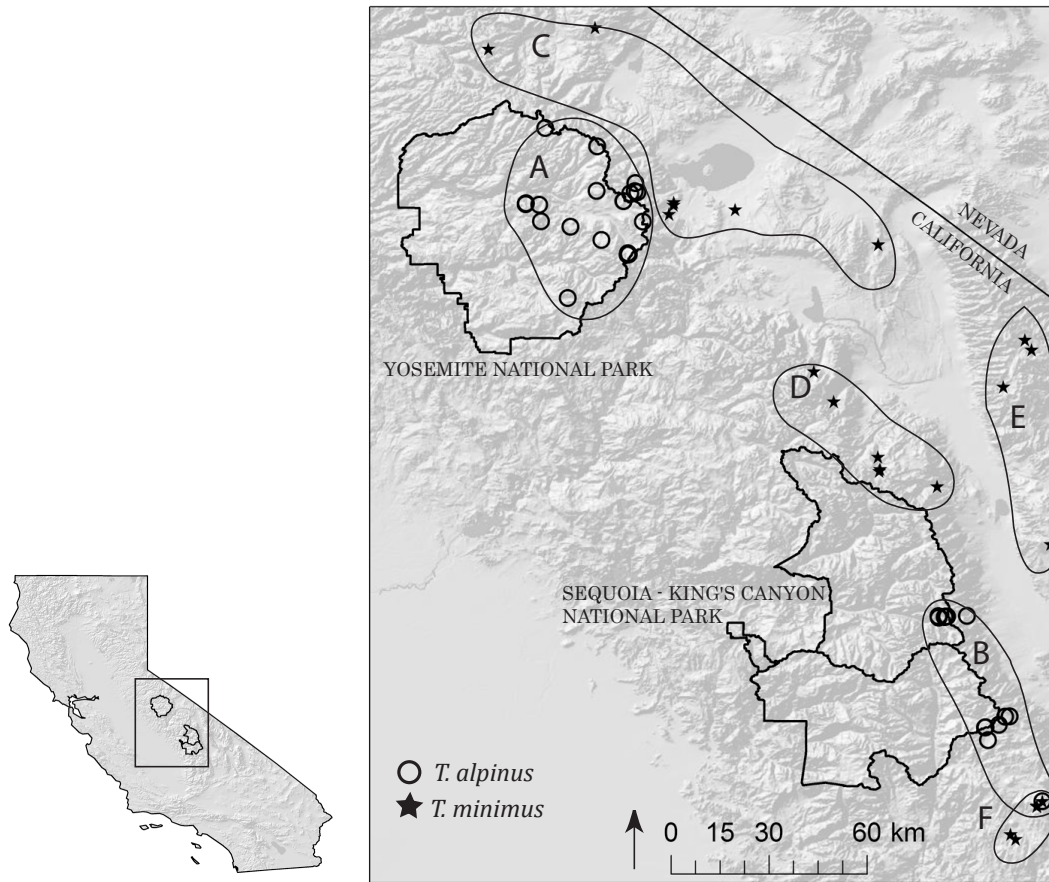 C
A
NEVADA
CALIFORNIA
YOSEMITE NATIONAL PARK
D
E
SEQUOIA - KING'S CANYON
NATIONAL PARK
B
T. alpinus
T. minimus
F
0 15 30 60 km